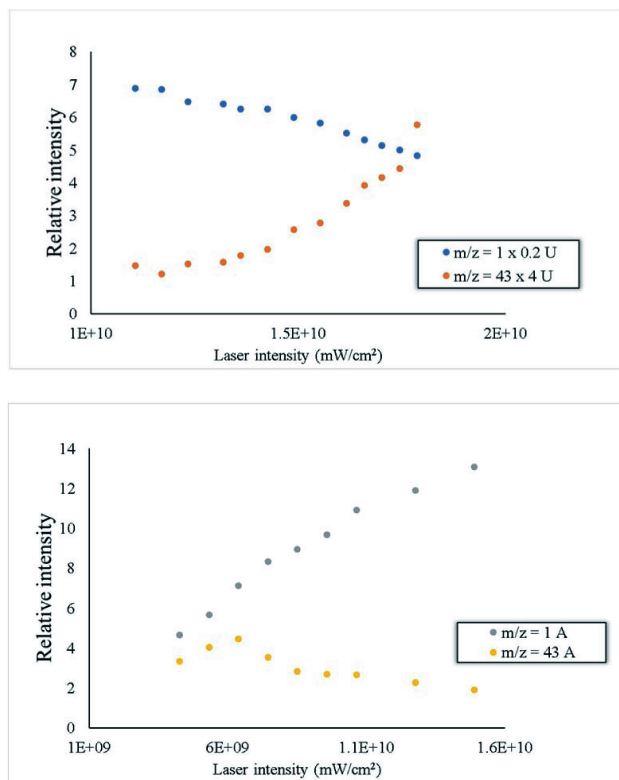 8
7
6
5
4
3
2
1
0
Relative intensity
m/z = 1 x 0.2 U
m/z = 43 x 4 U
1E+10 1.5E+10 2E+10
Laser intensity (mW/cm²)
14
12
10
8
6
4
2
0
Relative intensity
m/z = 1 A
m/z = 43 A
1E+09 6E+09 1.1E+10 1.6E+10
Laser intensity (mW/cm²)